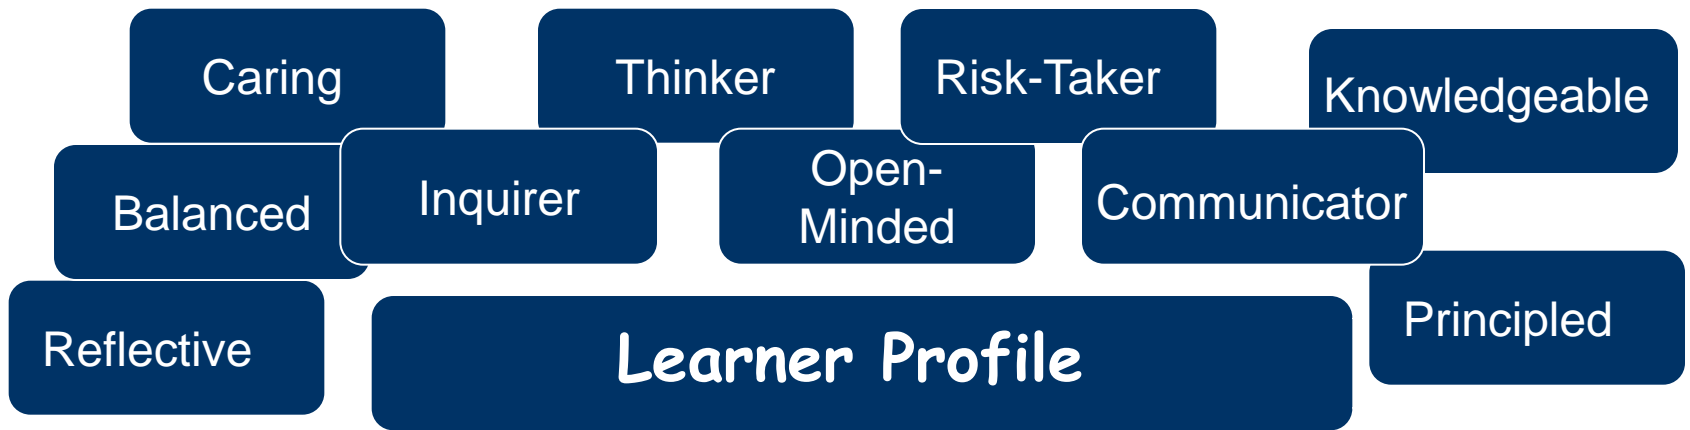 Caring
Thinker
Risk-Taker
Knowledgeable
Balanced
Inquirer
Open-
Minded
Communicator
Reflective
Learner Profile
Principled